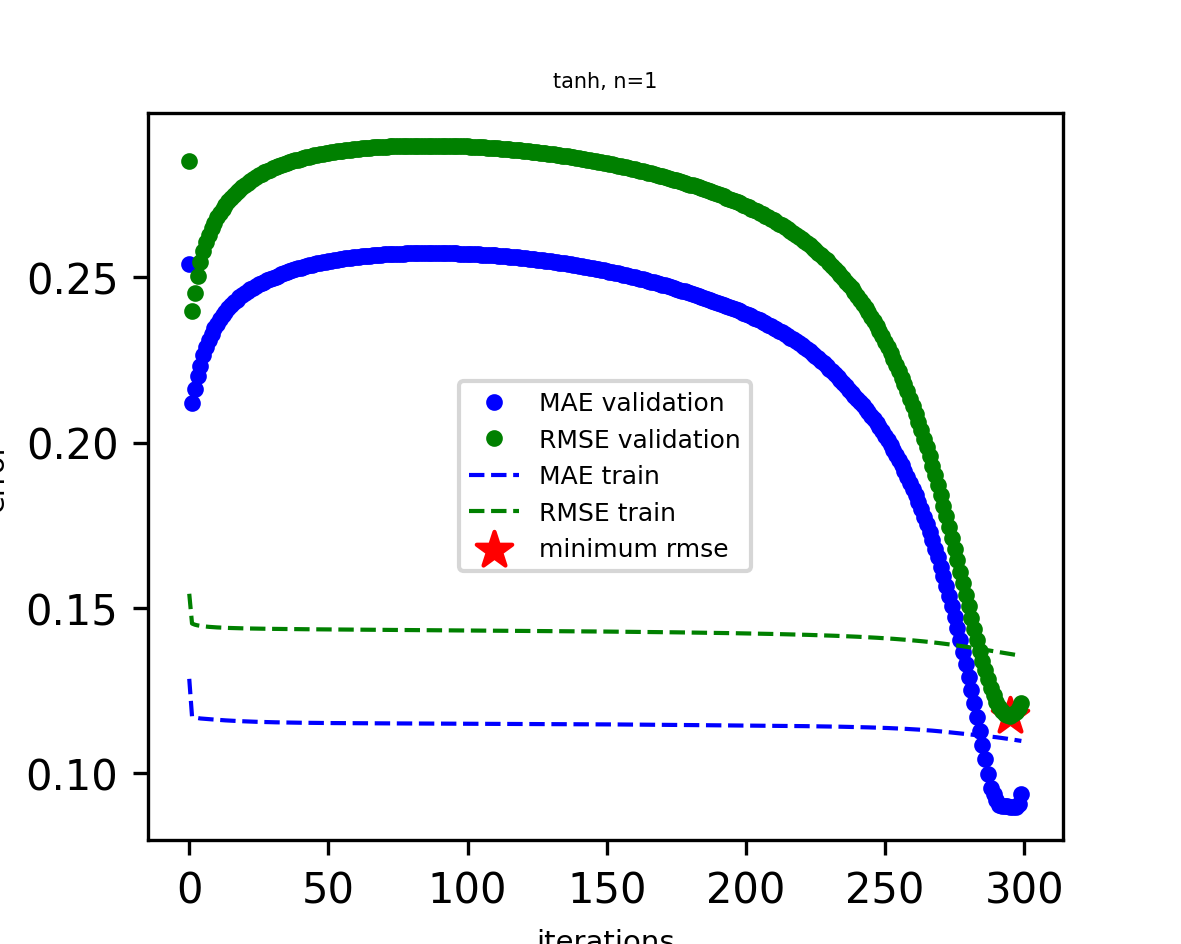 tanh, n=1
0.25
0.20
0.15
0.10
MAE validation
RMSE validation
MAE train
RMSE train
minimum rmse
0 50 100 150 200 250 300
iterations